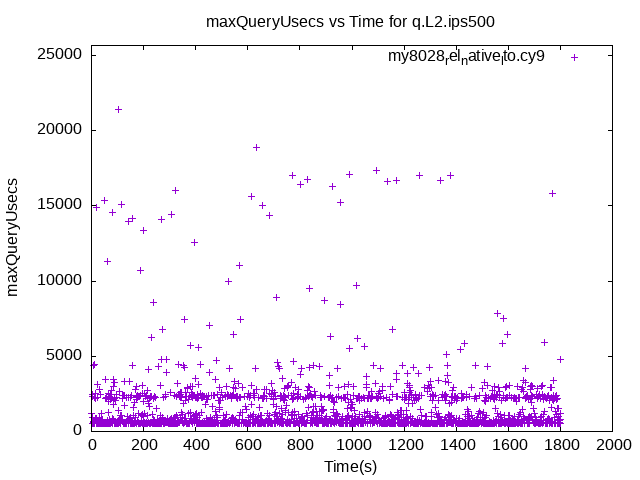 maxQueryUsecs vs Time for q.L2.ips500
my8028relnativelto.cy9
25000
20000
15000
10000
5000
0
maxQueryUsecs
0 200 400 600 800 1000 1200 1400 1600 1800 2000
Time(s)